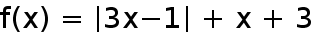 f(x) = |3x−1| + x + 3